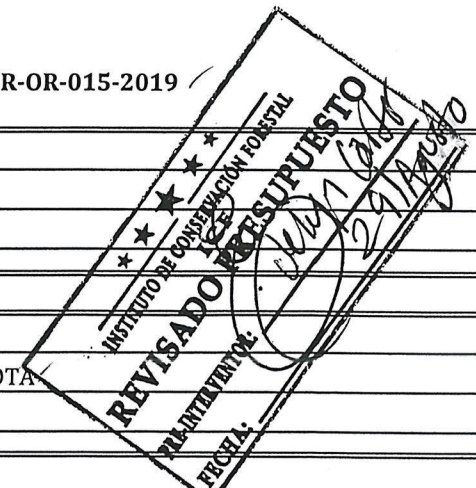 R-OR-015-2019
INSTITUTO DE CONSERVACIÓN FORESTAL
ICF
REVISADO PRESUPUESTO
PRE-INTERVENTOR:
FECHA: 29/Agosto
OTA